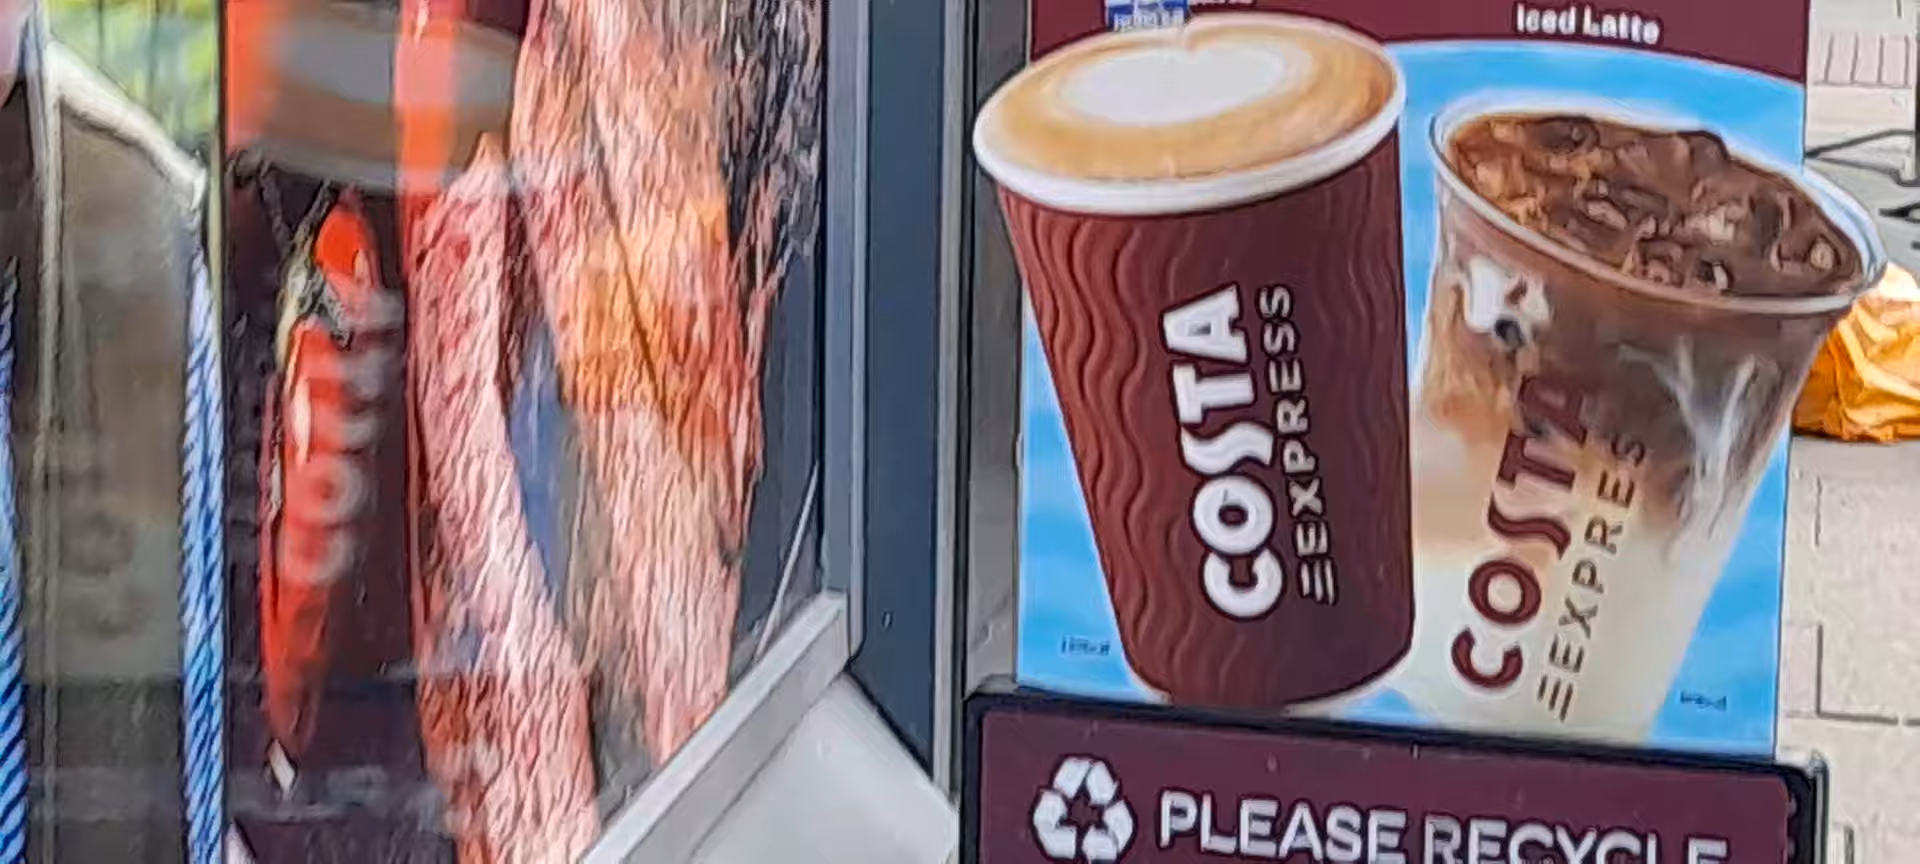 Iced Latte
COSTA
EXPRESS
COSTA
EXPRES
PLEASE RECYCLE